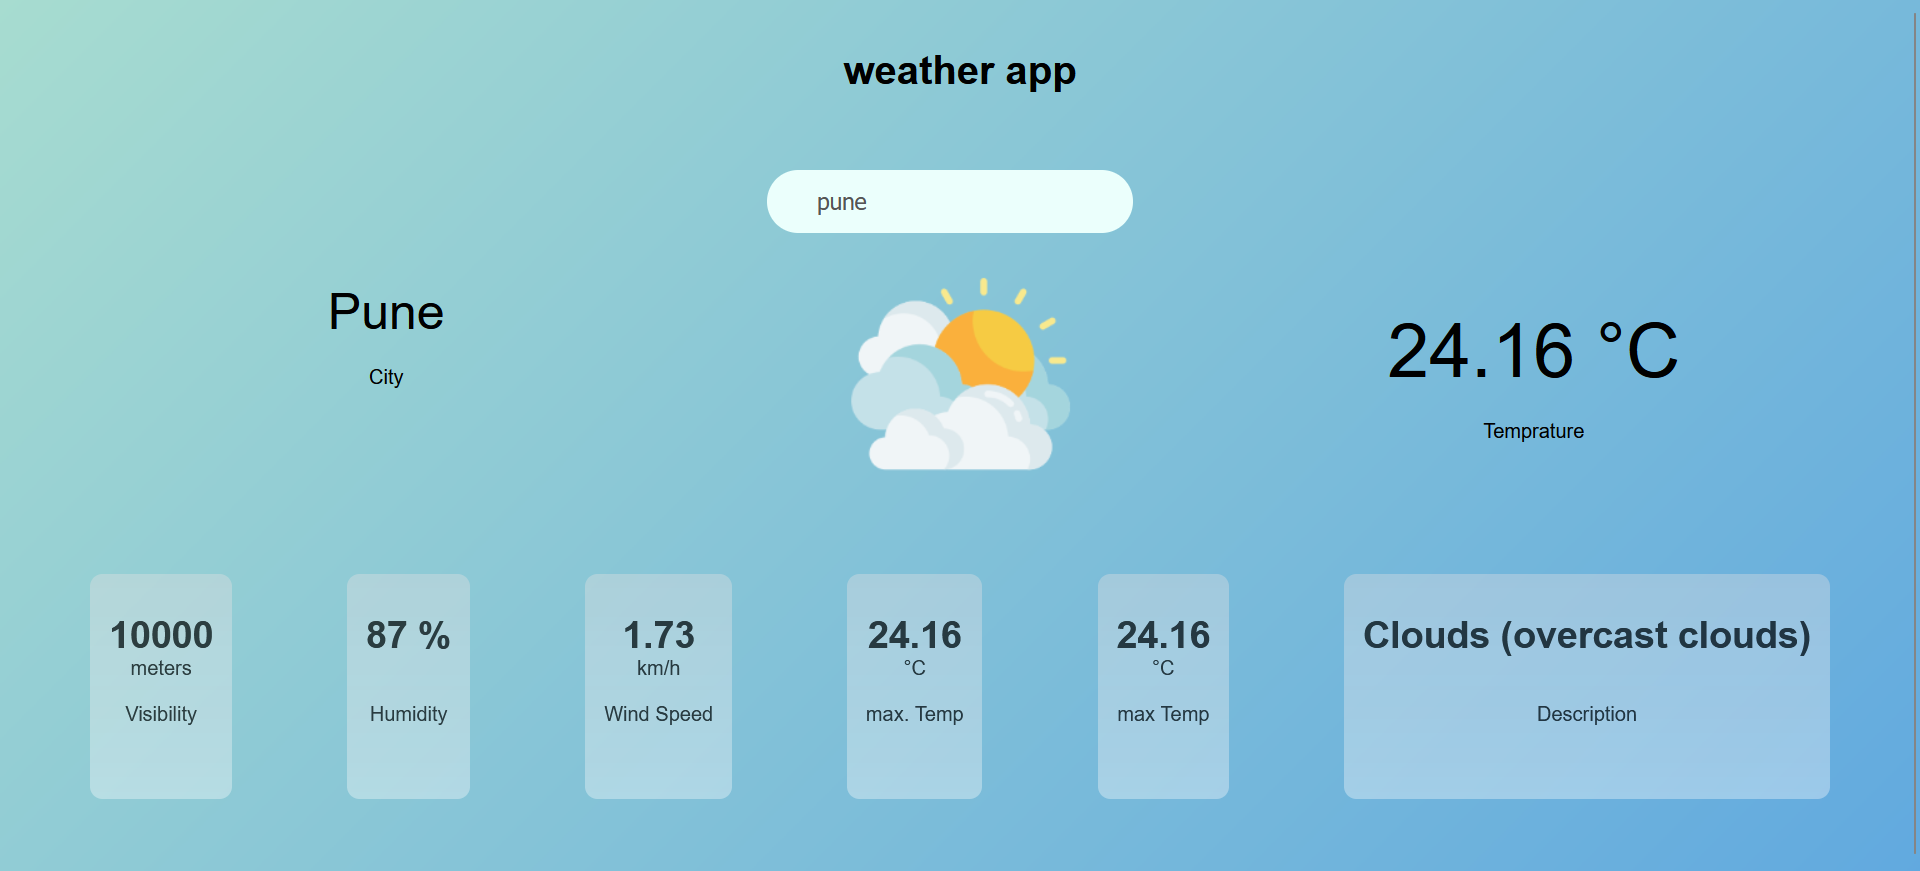 weather app
pune
Pune
City
24.16 °C
Temprature
10000
meters
Visibility
87 %
Humidity
1.73
km/h
Wind Speed
24.16
°C
max. Temp
24.16
°C
max Temp
Clouds (overcast clouds)
Description